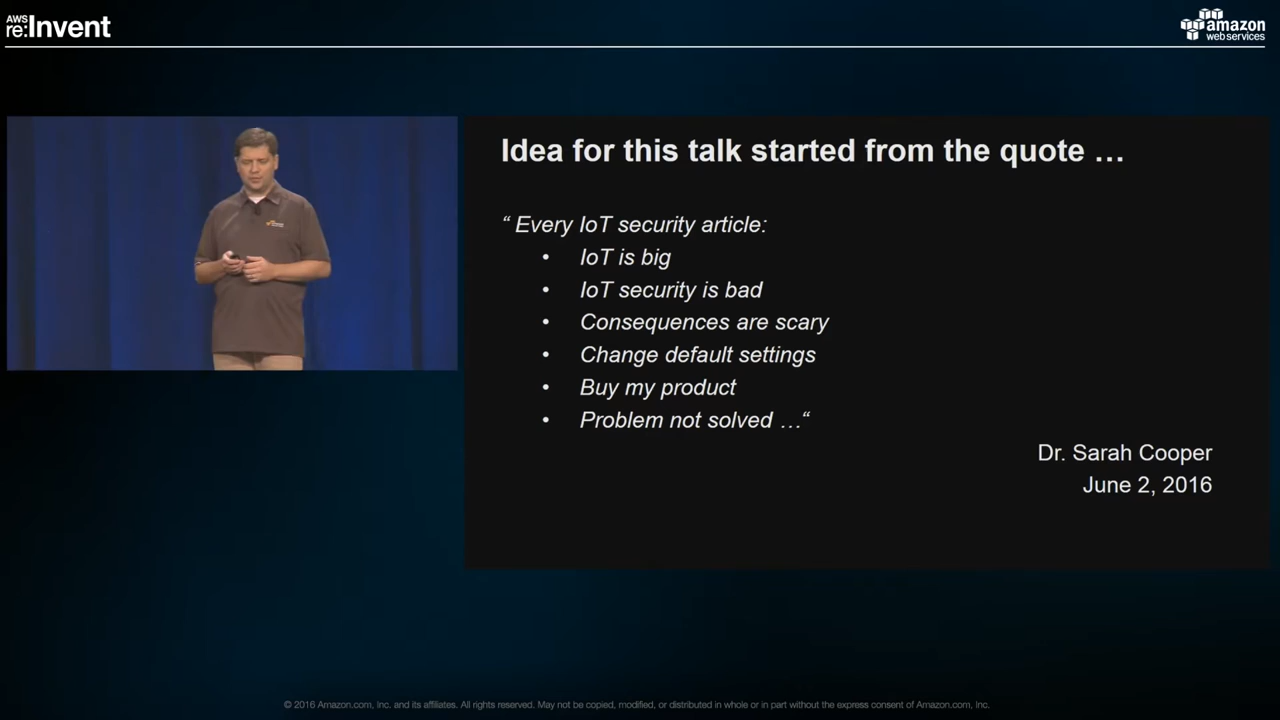 AWS
re:Invent
amazon
web services
Idea for this talk started from the quote …
“ Every IoT security article:
• IoT is big
• IoT security is bad
• Consequences are scary
• Change default settings
• Buy my product
• Problem not solved …“
Dr. Sarah Cooper
June 2, 2016
© 2016 Amazon.com, Inc. and its affiliates. All rights reserved. May not be copied, modified, or distributed in whole or in part without the express consent of Amazon.com, Inc.